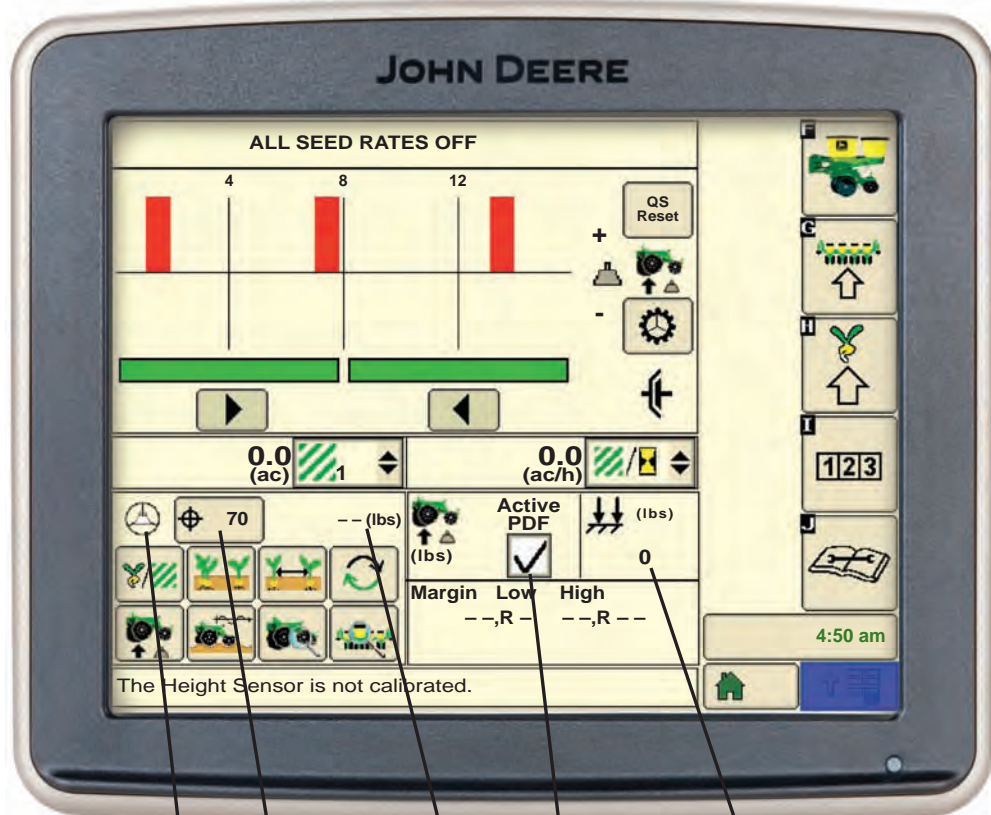 JOHN DEERE
ALL SEED RATES OFF
4 8 12
QS
Reset
+
-
0.0
(ac)
1
0.0
(ac/h)
/
70
-- (lbs)
(lbs)
Active
PDF
(lbs)
0
Margin Low High
--,R - --,R --
The Height Sensor is not calibrated.
F
G
H
I
123
J
4:50 am